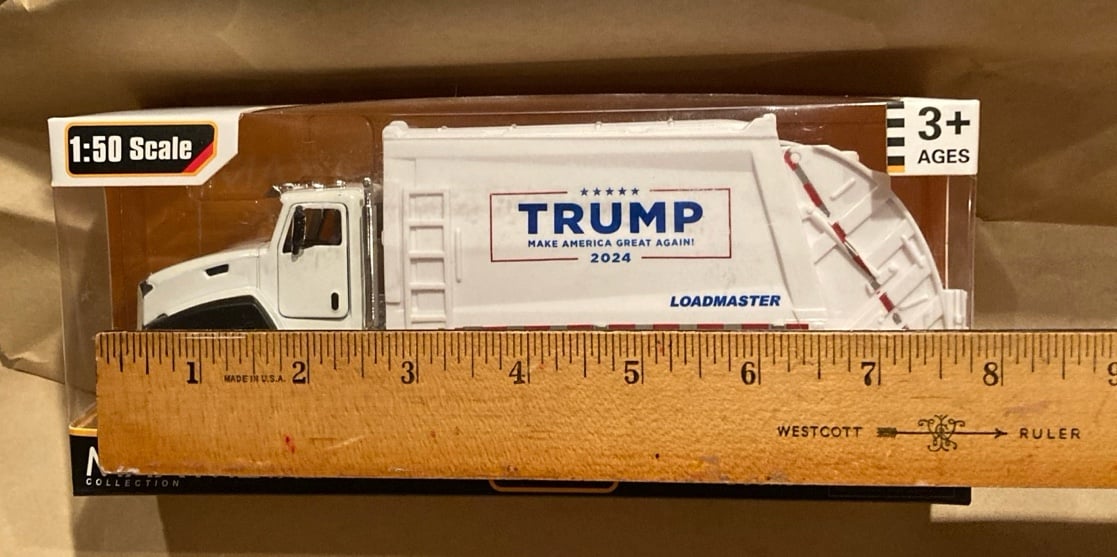 1:50 Scale
3+
AGES
TRUMP
MAKE AMERICA GREAT AGAIN!
2024
LOADMASTER
1 2 3 4 5 6 7 8 9
MADE IN U.S.A.
WESTCOTT RULER
COLLECTION